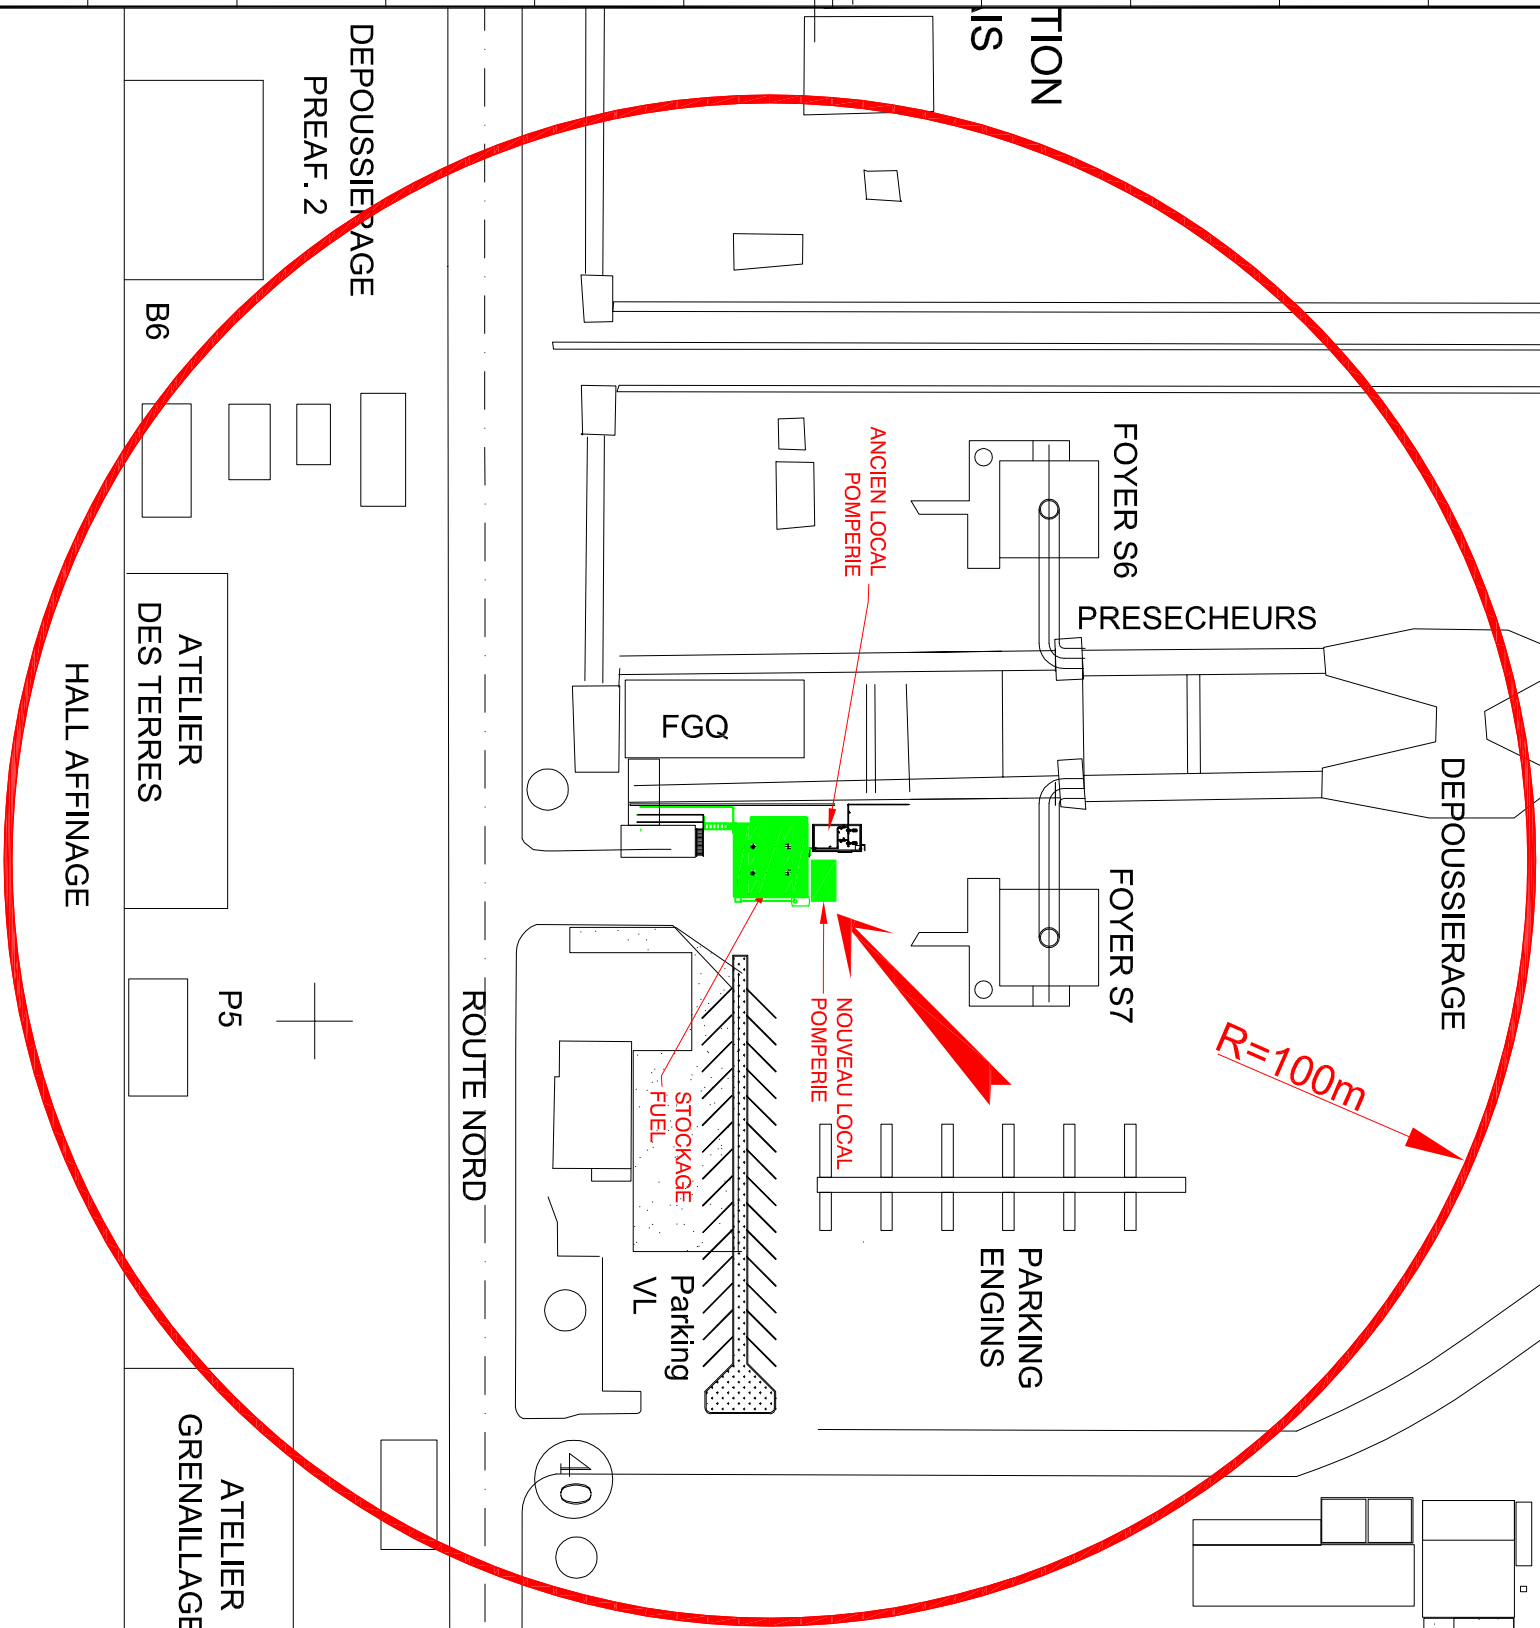 TION
IS
DEPOUSSIERAGE
PREAF. 2
B6
ANCIEN LOCAL
POMPERIE
FOYER S6
PRESECHEURS
ATELIER
DES TERRES
HALL AFFINAGE
FGQ
DEPOUSSIERAGE
FOYER S7
P5
ROUTE NORD
NOUVEAU LOCAL
POMPERIE
STOCKAGE
FUEL
R=100m
PARKING
ENGINS
Parking
VL
40
ATELIER
GRENAILLAGE